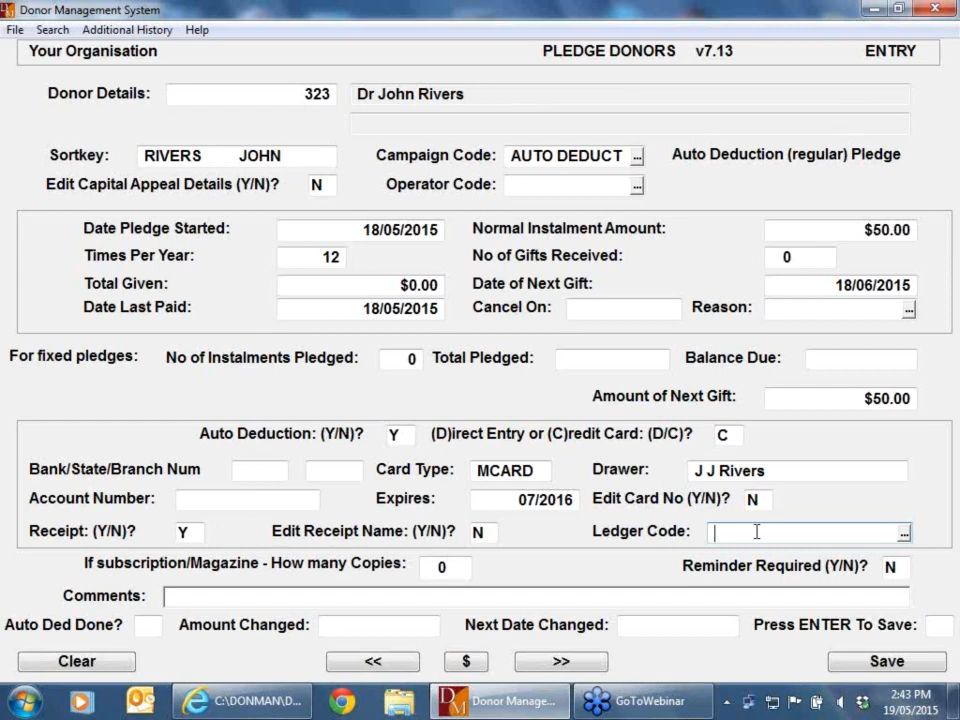 Donor Management System
File Search Additional History Help
Your Organisation PLEDGE DONORS v7.13 ENTRY
Donor Details: 323 Dr John Rivers
Sortkey: RIVERS JOHN Campaign Code: AUTO DEDUCT ... Auto Deduction (regular) Pledge
Edit Capital Appeal Details (Y/N)? N Operator Code: ...
Date Pledge Started: 18/05/2015 Normal Instalment Amount: $50.00
Times Per Year: 12 No of Gifts Received: 0
Total Given: $0.00 Date of Next Gift: 18/06/2015
Date Last Paid: 18/05/2015 Cancel On: Reason: ...
For fixed pledges: No of Instalments Pledged: 0 Total Pledged: Balance Due:
Amount of Next Gift: $50.00
Auto Deduction: (Y/N)? Y (D)irect Entry or (C)redit Card: (D/C)? C
Bank/State/Branch Num Card Type: MCARD Drawer: J J Rivers
Account Number: Expires: 07/2016 Edit Card No (Y/N)? N
Receipt: (Y/N)? Y Edit Receipt Name: (Y/N)? N Ledger Code: ...
If subscription/Magazine - How many Copies: 0 Reminder Required (Y/N)? N
Comments:
Auto Ded Done? Amount Changed: Next Date Changed: Press ENTER To Save:
Clear << $ >> Save
C:\DONMAN\D... Donor Manage... GoToWebinar 2:43 PM
19/05/2015